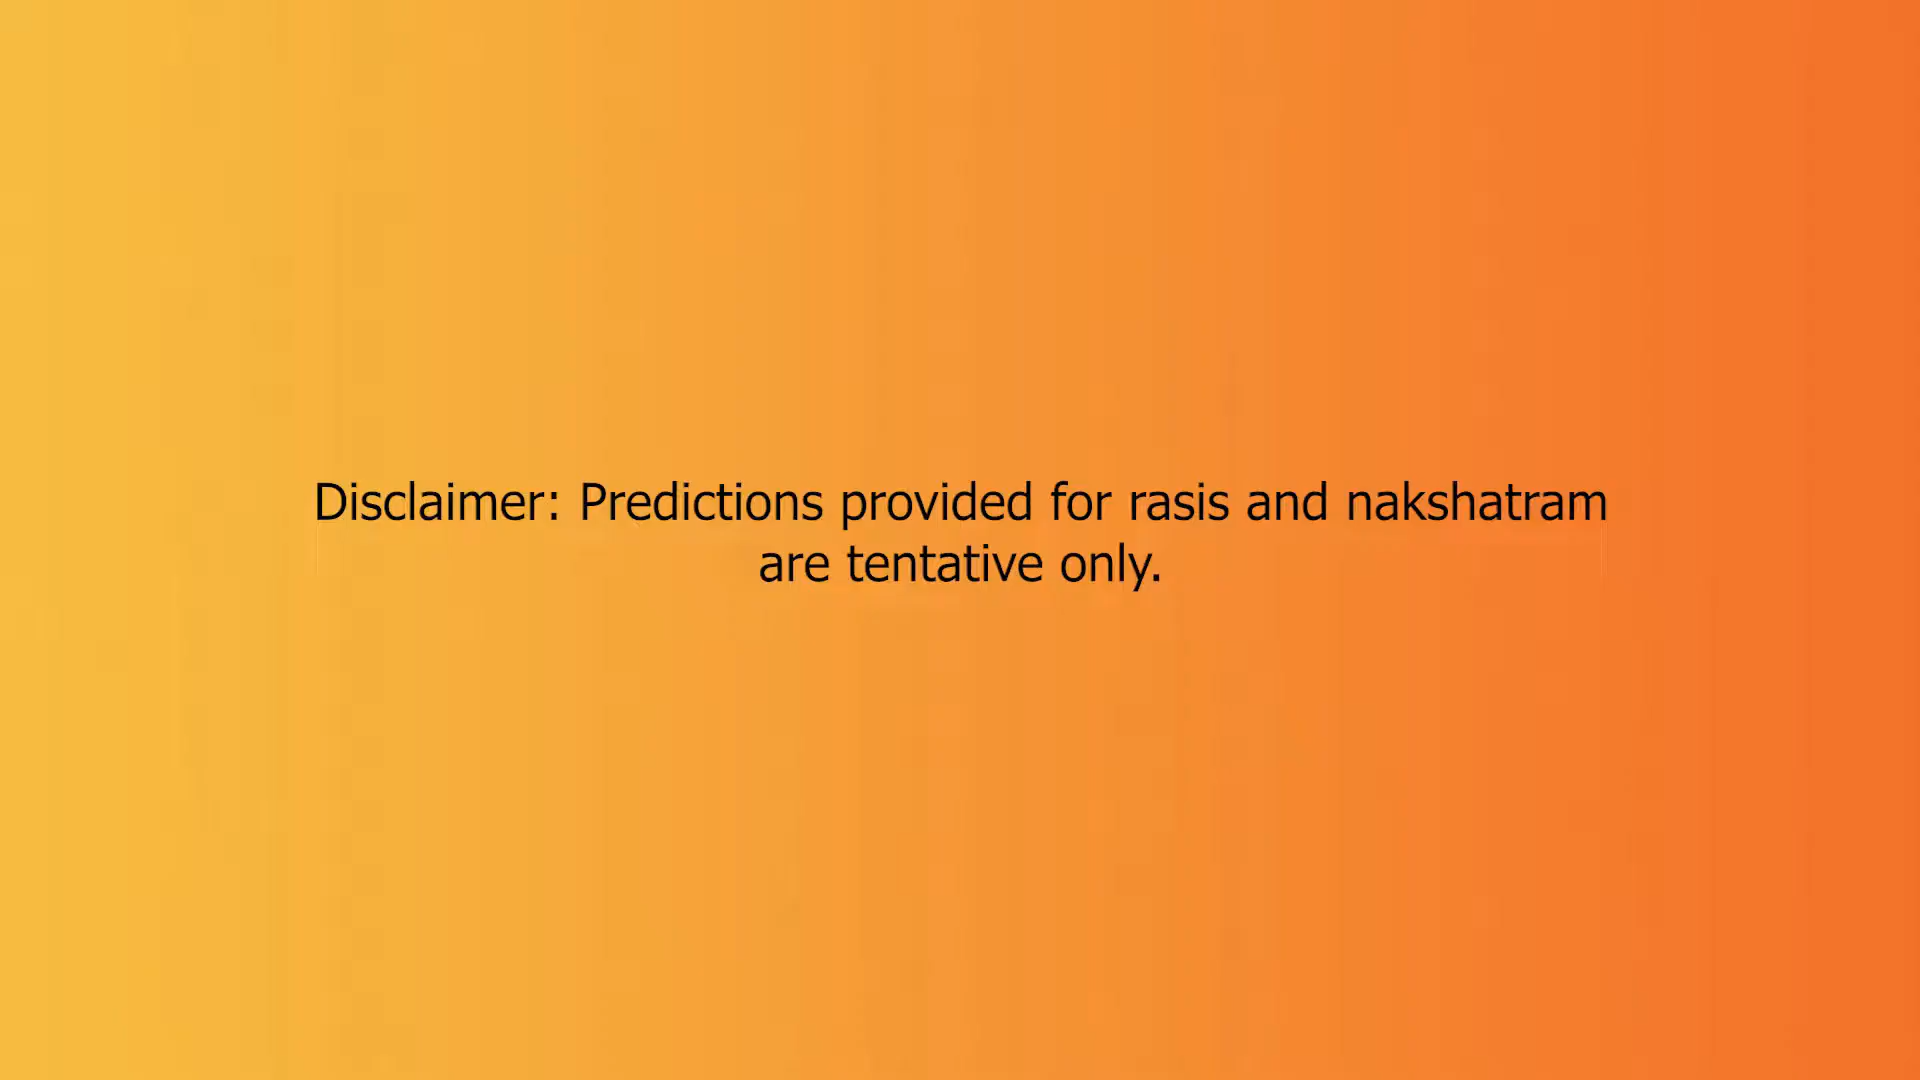 Disclaimer: Predictions provided for rasis and nakshatram
are tentative only.